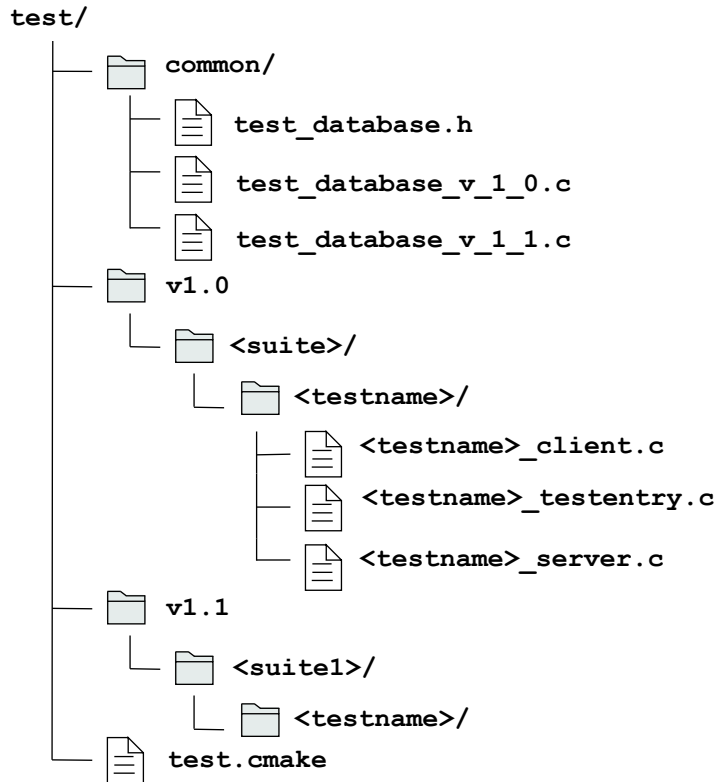 test/
common/
test_database.h
test_database_v_1_0.c
test_database_v_1_1.c
v1.0
<suite>/
<testname>/
<testname>_client.c
<testname>_testentry.c
<testname>_server.c
v1.1
<suite1>/
<testname>/
test.cmake